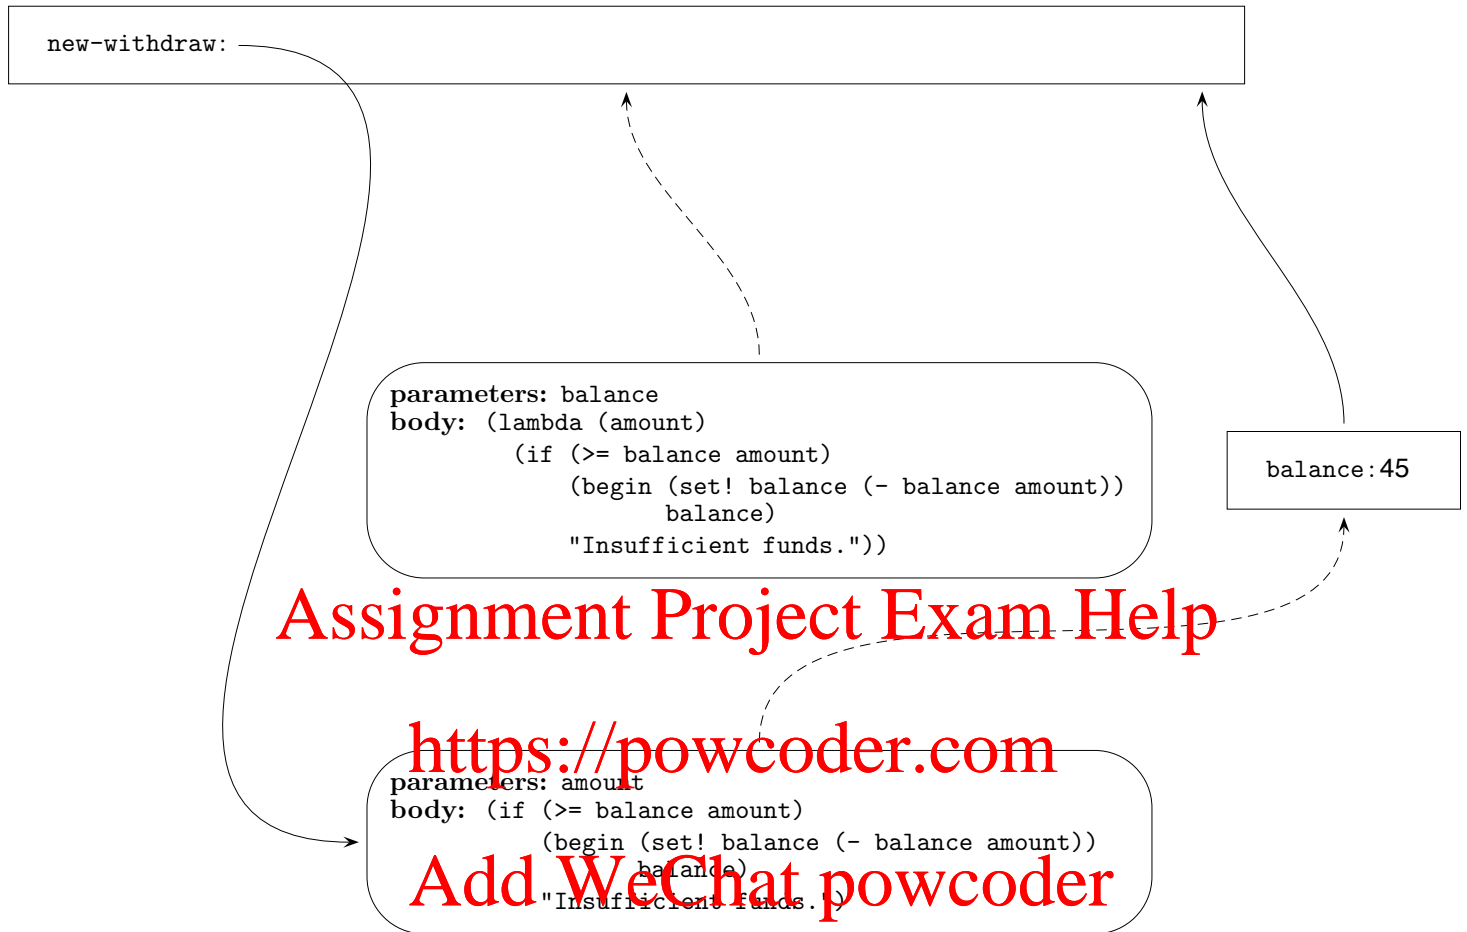 new-withdraw:
parameters: balance
body: (lambda (amount)
(if (>= balance amount)
(begin (set! balance (- balance amount))
balance)
"Insufficient funds."))
balance:45
Assignment Project Exam Help
https://powcoder.com
parameters: amount
body: (if (>= balance amount)
(begin (set! balance (- balance amount))
balance)
Add WeChat powcoder
"Insufficient funds.")